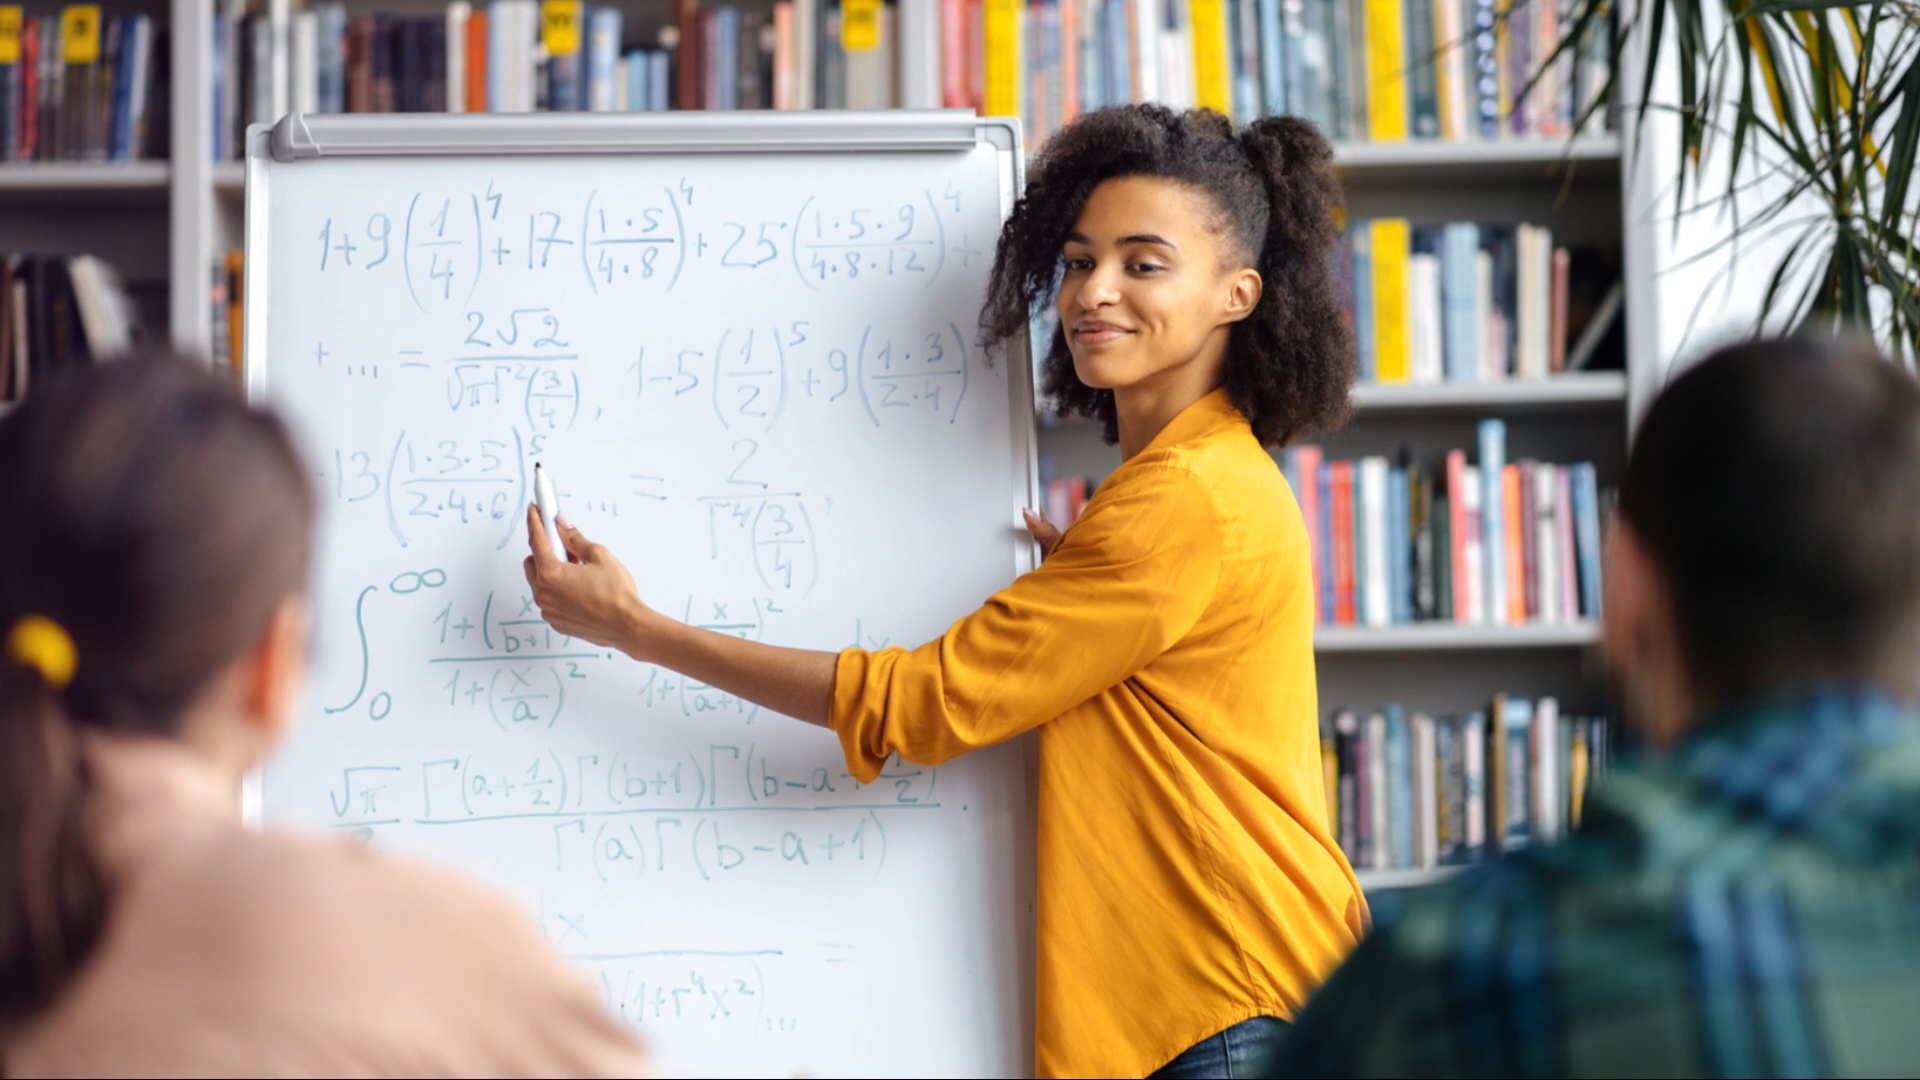 1+9(1/4)^4+17(1·5/4·8)^4+25(1·5·9/4·8·12)^4+
+...=2√2/√πΓ²(3/4), 1-5(1/2)^5+9(1·3/2·4)
13(1·3·5/2·4·6)^5 ...=2/Γ^4(3/4),
∫_0^∞ 1+(x/b+1)/1+(x/a)^2 · (x/)^2/1+(/a+1) dx
√π/ Γ(a+1/2)Γ(b+1)Γ(b-a+1/2)/Γ(a)Γ(b-a+1).
x/(1+r^4x^2)... =